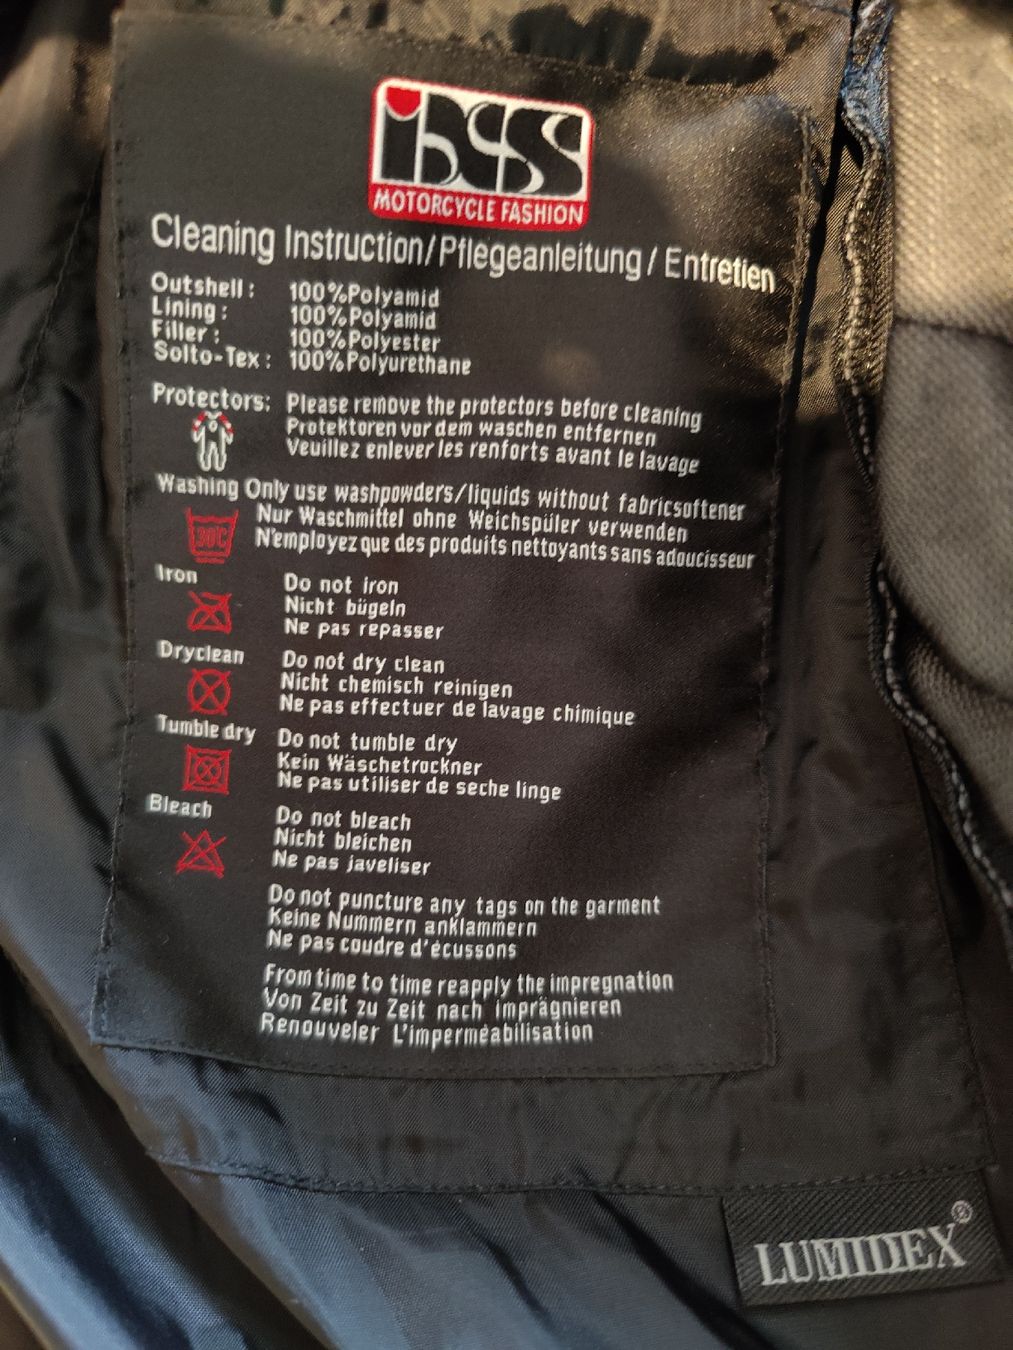 iXS
MOTORCYCLE FASHION
Cleaning Instruction/Pflegeanleitung / Entretien
Outshell : 100%Polyamid
Lining : 100%Polyamid
Filler : 100%Polyester
Solto-Tex : 100%Polyurethane
Protectors: Please remove the protectors before cleaning
Protektoren vor dem waschen entfernen
Veuillez enlever les renforts avant le lavage
Washing Only use washpowders/liquids without fabricsoftener
Nur Waschmittel ohne Weichspüler verwenden
30°C
N'employez que des produits nettoyants sans adoucisseur
Iron Do not iron
Nicht bügeln
Ne pas repasser
Dryclean Do not dry clean
Nicht chemisch reinigen
Ne pas effectuer de lavage chimique
Tumble dry Do not tumble dry
Kein Wäschetrockner
Ne pas utiliser de seche linge
Bleach Do not bleach
Nicht bleichen
Ne pas javeliser
Do not puncture any tags on the garment
Keine Nummern anklammern
Ne pas coudre d'écussons
From time to time reapply the impregnation
Von Zeit zu Zeit nach imprägnieren
Renouveler L'imperméabilisation
LUMIDEX®